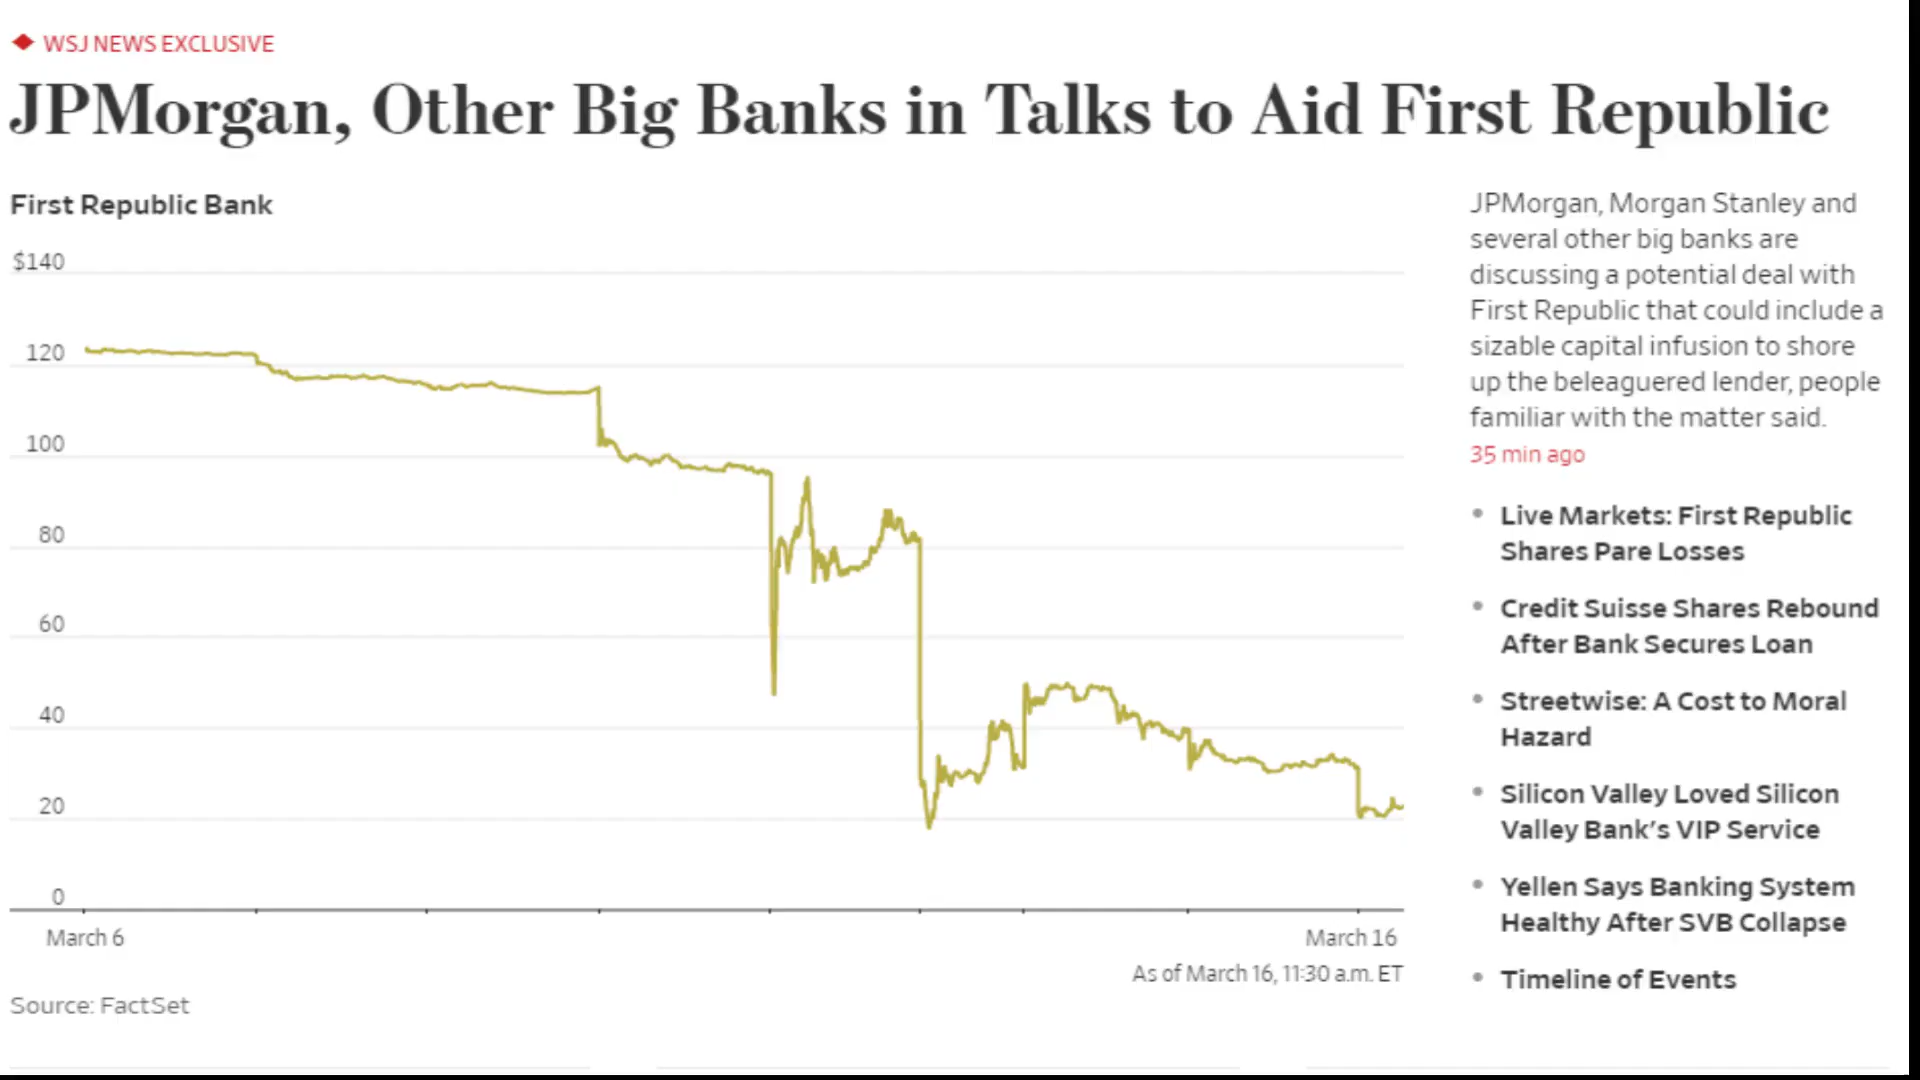 WSJ NEWS EXCLUSIVE
JPMorgan, Other Big Banks in Talks to Aid First Republic
First Republic Bank
$140
120
100
80
60
40
20
0
March 6
March 16
As of March 16, 11:30 a.m. ET
Source: FactSet
JPMorgan, Morgan Stanley and
several other big banks are
discussing a potential deal with
First Republic that could include a
sizable capital infusion to shore
up the beleaguered lender, people
familiar with the matter said.
35 min ago
Live Markets: First Republic
Shares Pare Losses
Credit Suisse Shares Rebound
After Bank Secures Loan
Streetwise: A Cost to Moral
Hazard
Silicon Valley Loved Silicon
Valley Bank's VIP Service
Yellen Says Banking System
Healthy After SVB Collapse
Timeline of Events